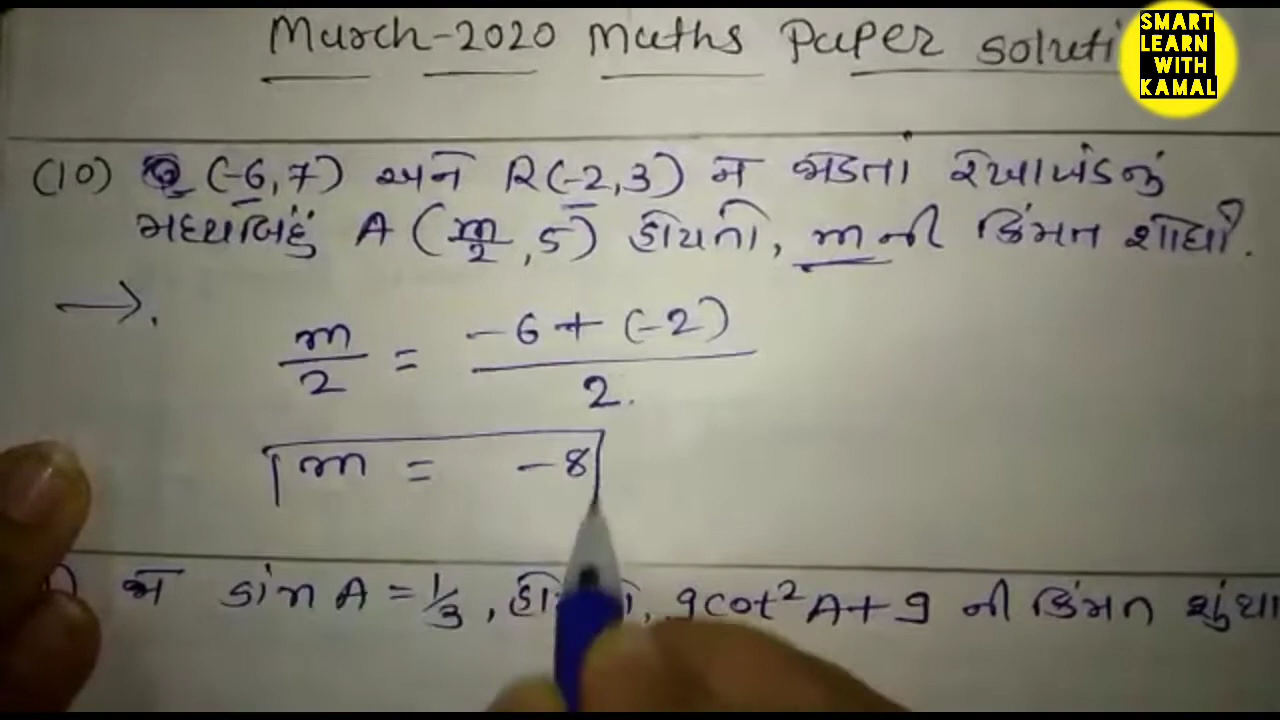 March-2020 Maths Paper soluti
SMART
LEARN
WITH
KAMAL
(10) Q (-6,7) અને R(-2,3) ને જોડતાં રેખાખંડનું
મધ્યબિંદું A (m/2 ,5) હોયતો, m ની કિંમત શોધો.
→.
m/2 = -6+(-2)/2.
m = -8
જો A = 1/3 , 9cot²A+9 ની કિંમત શું થા